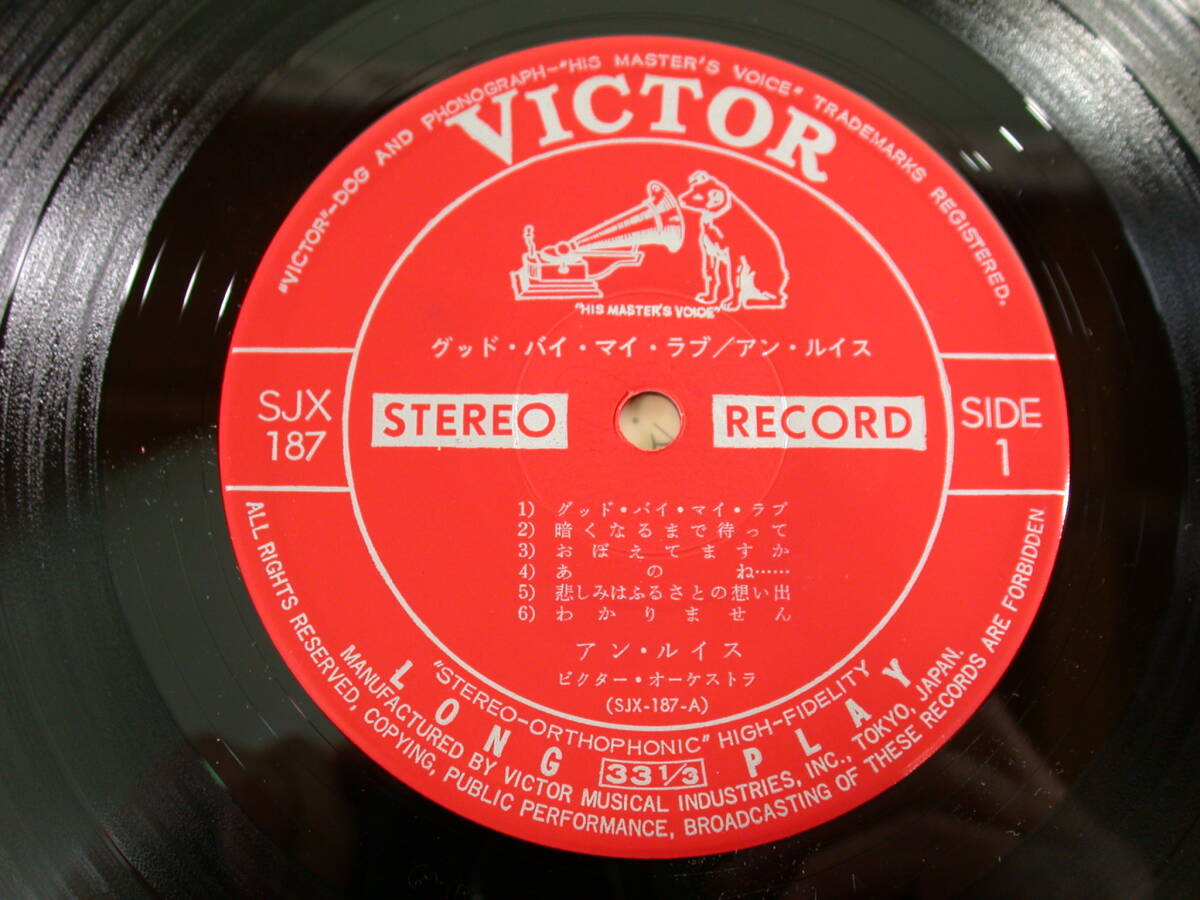 "VICTOR"-DOG AND PHONOGRAPH-"HIS MASTER'S VOICE" TRADEMARKS REGISTERED.
VICTOR
"HIS MASTER'S VOICE"
グッド・バイ・マイ・ラブ/アン・ルイス
SJX
187
STEREO RECORD
SIDE
1
1) グッド・バイ・マイ・ラブ
2) 暗くなるまで待って
3) おぼえてますか
4) あのね……
5) 悲しみはふるさとの想い出
6) わかりません
アン・ルイス
ビクター・オーケストラ
(SJX-187-A)
"STEREO-ORTHOPHONIC" HIGH-FIDELITY
LONG 33 1/3 PLAY
MANUFACTURED BY VICTOR MUSICAL INDUSTRIES, INC., TOKYO, JAPAN.
ALL RIGHTS RESERVED, COPYING, PUBLIC PERFORMANCE, BROADCASTING OF THESE RECORDS ARE FORBIDDEN